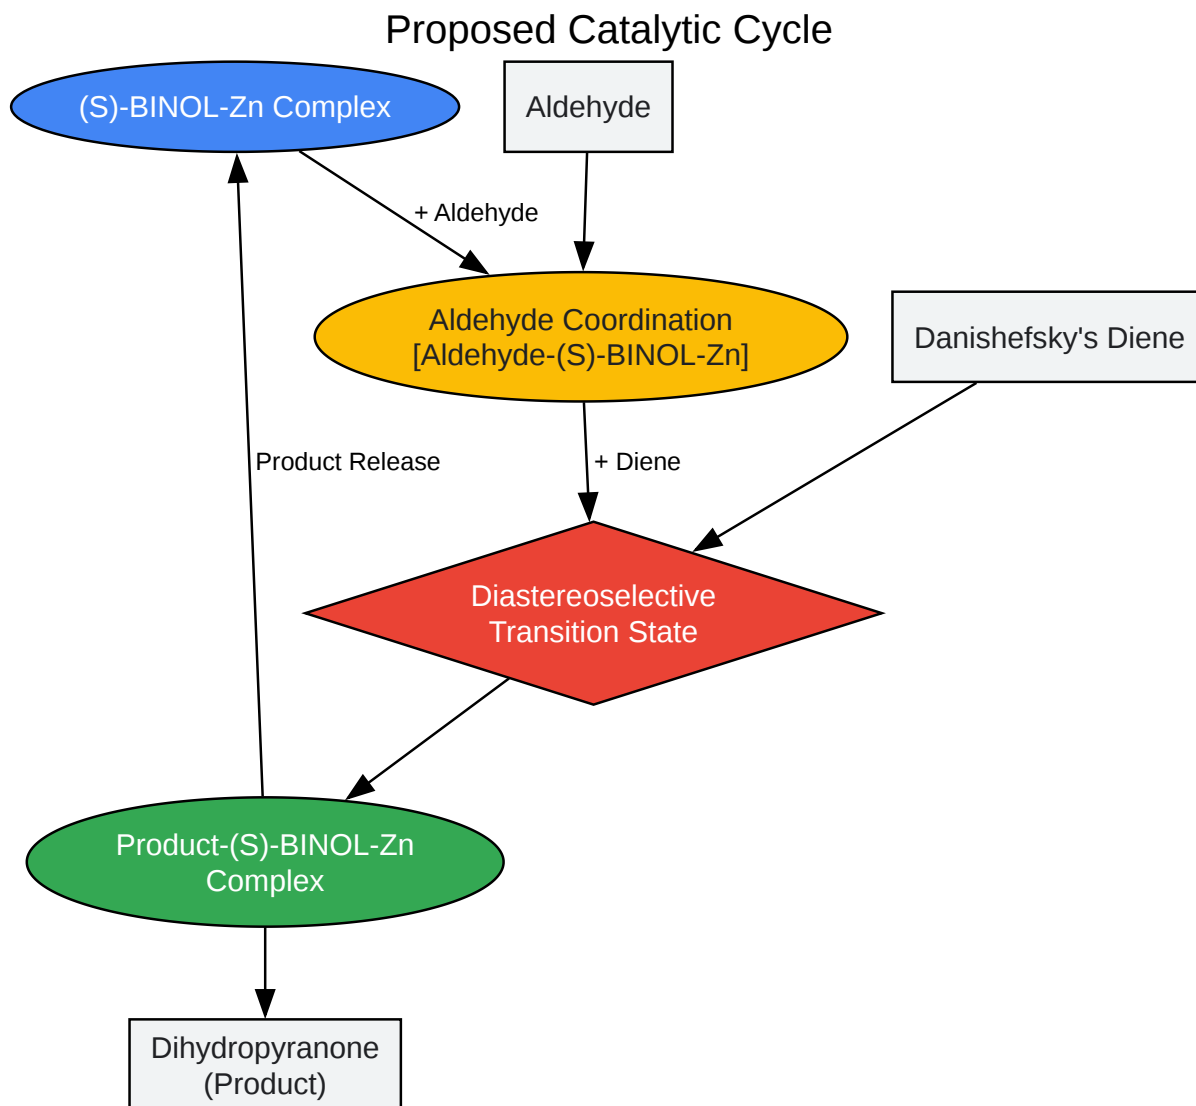 Proposed Catalytic Cycle
(S)-BINOL-Zn Complex
Aldehyde
+ Aldehyde
Aldehyde Coordination
[Aldehyde-(S)-BINOL-Zn]
Danishefsky's Diene
Product Release
+ Diene
Diastereoselective
Transition State
Product-(S)-BINOL-Zn
Complex
Dihydropyranone
(Product)